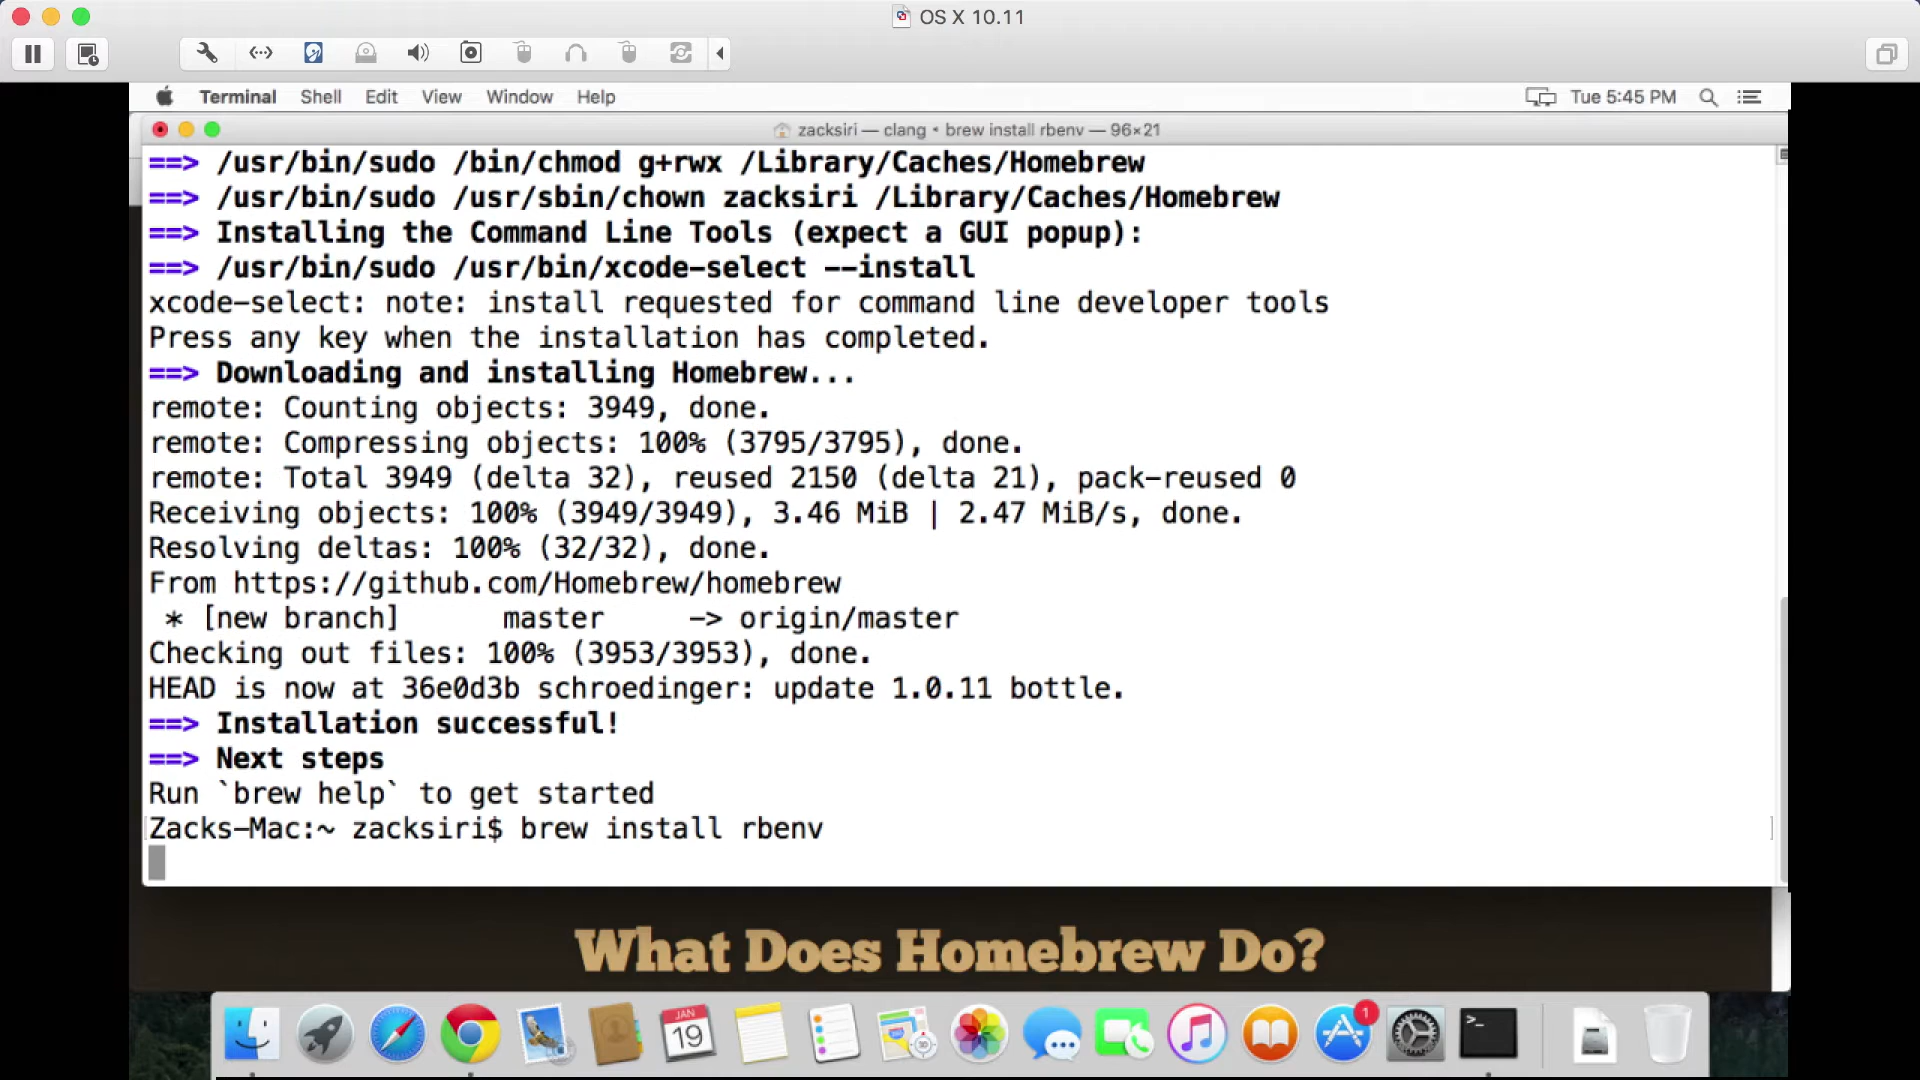 OS X 10.11
Terminal Shell Edit View Window Help Tue 5:45 PM
zacksiri — clang • brew install rbenv — 96×21
==> /usr/bin/sudo /bin/chmod g+rwx /Library/Caches/Homebrew
==> /usr/bin/sudo /usr/sbin/chown zacksiri /Library/Caches/Homebrew
==> Installing the Command Line Tools (expect a GUI popup):
==> /usr/bin/sudo /usr/bin/xcode-select --install
xcode-select: note: install requested for command line developer tools
Press any key when the installation has completed.
==> Downloading and installing Homebrew...
remote: Counting objects: 3949, done.
remote: Compressing objects: 100% (3795/3795), done.
remote: Total 3949 (delta 32), reused 2150 (delta 21), pack-reused 0
Receiving objects: 100% (3949/3949), 3.46 MiB | 2.47 MiB/s, done.
Resolving deltas: 100% (32/32), done.
From https://github.com/Homebrew/homebrew
 * [new branch]      master     -> origin/master
Checking out files: 100% (3953/3953), done.
HEAD is now at 36e0d3b schroedinger: update 1.0.11 bottle.
==> Installation successful!
==> Next steps
Run `brew help` to get started
Zacks-Mac:~ zacksiri$ brew install rbenv
What Does Homebrew Do?
JAN
19
1
>_